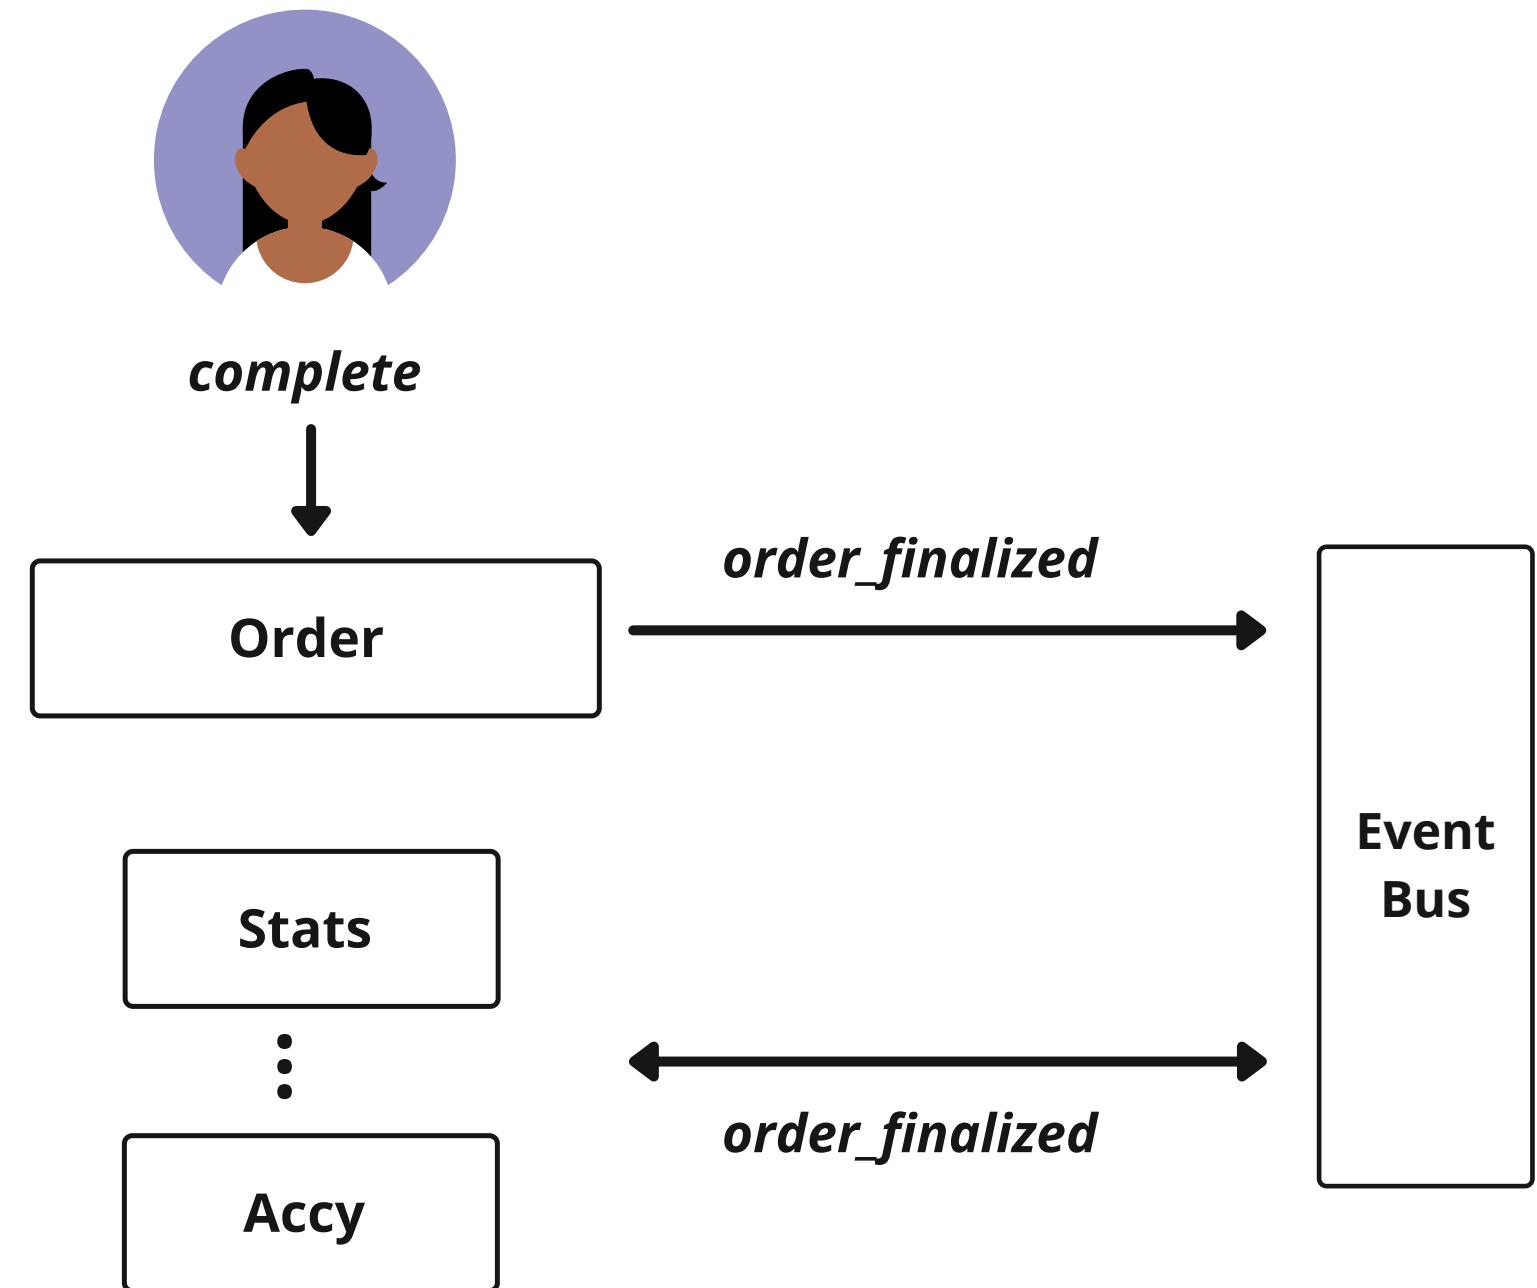 complete
order_finalized
Order
Event
Bus
Stats
order_finalized
Accy